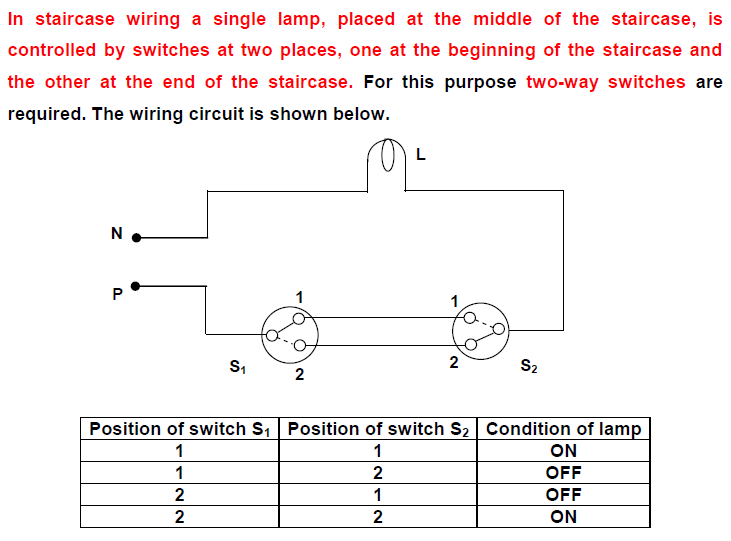 In staircase wiring a single lamp, placed at the middle of the staircase, is
controlled by switches at two places, one at the beginning of the staircase and
the other at the end of the staircase. For this purpose two-way switches are
required. The wiring circuit is shown below.
L
N
P
1
1
S₁
2
2
S₂
Position of switch S₁ Position of switch S₂ Condition of lamp
1 1 ON
1 2 OFF
2 1 OFF
2 2 ON